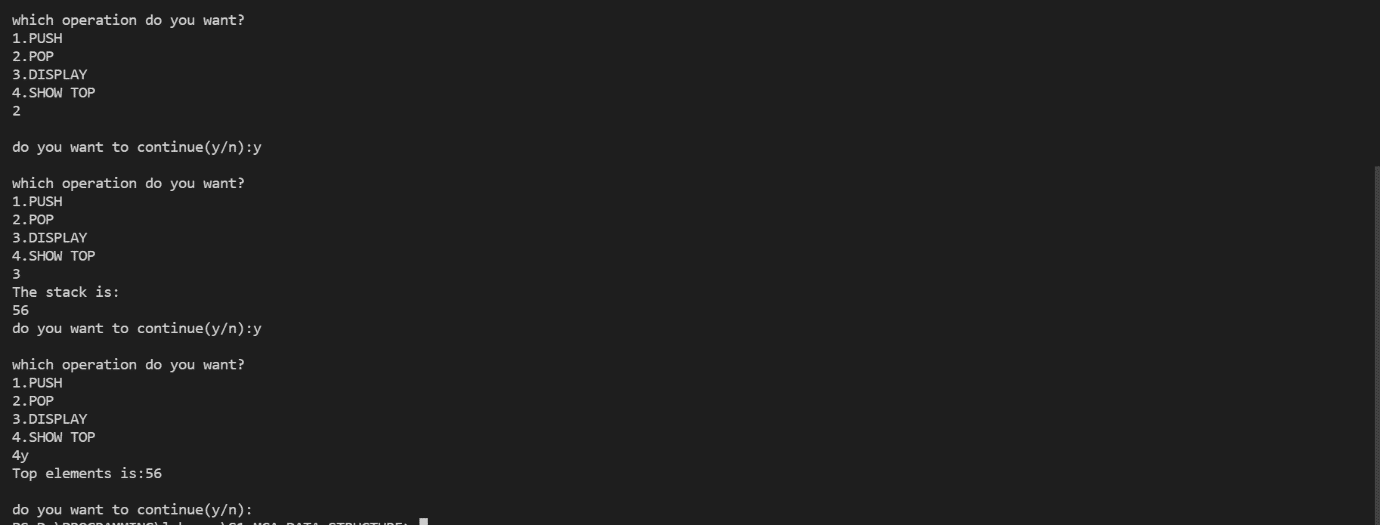 which operation do you want?
1.PUSH
2.POP
3.DISPLAY
4.SHOW TOP
2
do you want to continue(y/n):y
which operation do you want?
1.PUSH
2.POP
3.DISPLAY
4.SHOW TOP
3
The stack is:
56
do you want to continue(y/n):y
which operation do you want?
1.PUSH
2.POP
3.DISPLAY
4.SHOW TOP
4y
Top elements is:56
do you want to continue(y/n):